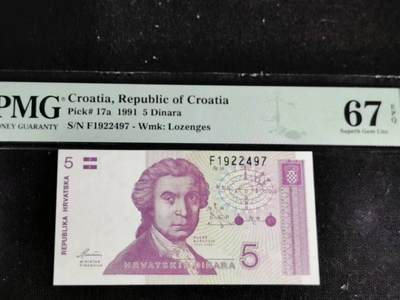 PMG Croatia, Republic of Croatia
Pick# 17a 1991 5 Dinara
MONEY GUARANTY S/N F1922497 - Wmk: Lozenges
67 EPQ
Superb Gem Unc
5
F1922497
REPUBLIKA HRVATSKA
5
HRVATSKIH DINARA